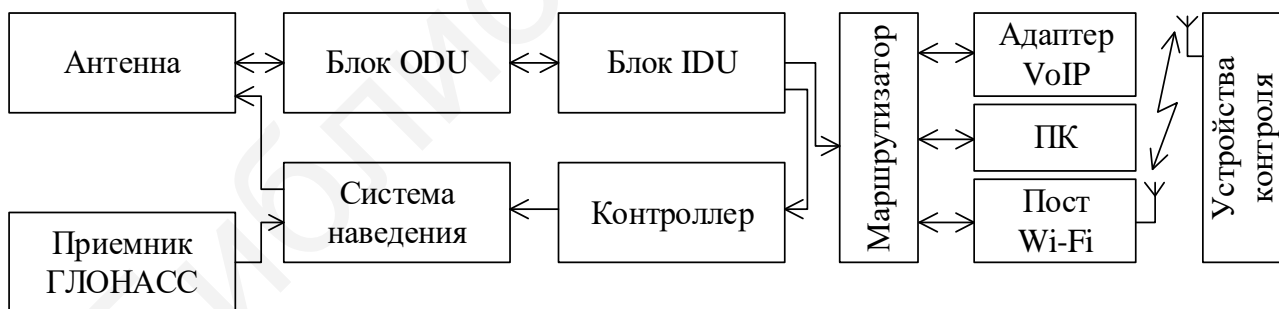 Антенна
Блок ODU
Блок IDU
Маршрутизатор
Адаптер
VoIP
ПК
Пост
Wi-Fi
Устройства
контроля
Система
наведения
Контроллер
Приемник
ГЛОНАСС